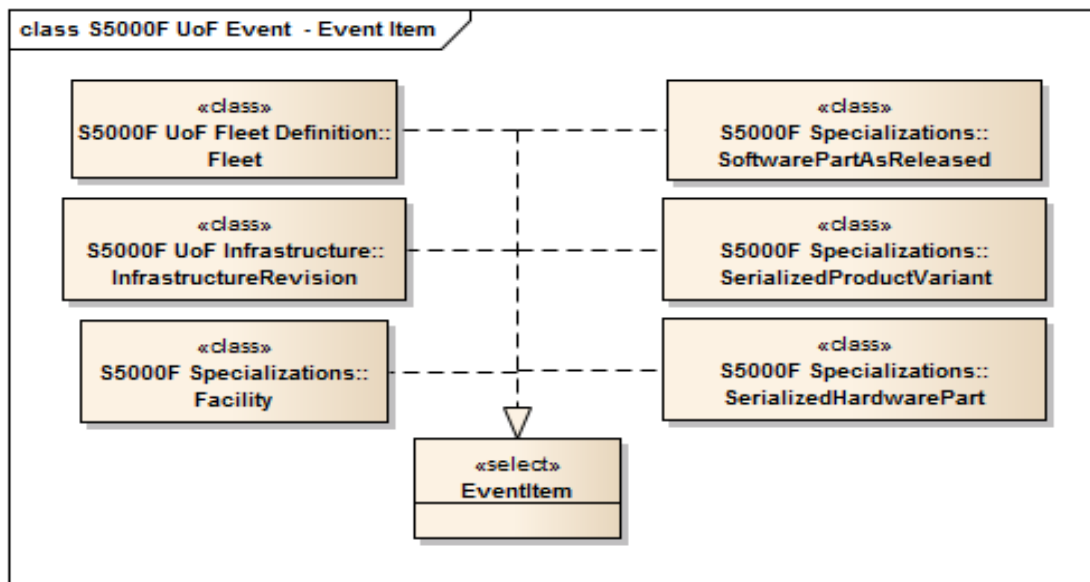 class S5000F UoF Event - Event Item
«class»
S5000F UoF Fleet Definition::
Fleet
«class»
S5000F UoF Infrastructure::
InfrastructureRevision
«class»
S5000F Specializations::
Facility
«class»
S5000F Specializations::
SoftwarePartAsReleased
«class»
S5000F Specializations::
SerializedProductVariant
«class»
S5000F Specializations::
SerializedHardwarePart
«select»
EventItem